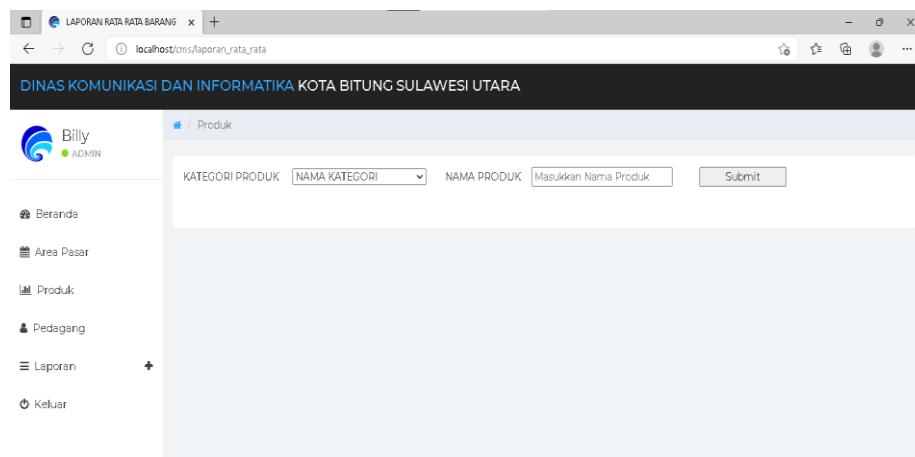 LAPORAN RATA RATA BARANG
localhost/cms/laporan_rata_rata
DINAS KOMUNIKASI DAN INFORMATIKA KOTA BITUNG SULAWESI UTARA
Billy
ADMIN
/ Produk
KATEGORI PRODUK NAMA KATEGORI NAMA PRODUK Masukkan Nama Produk Submit
Beranda
Area Pasar
Produk
Pedagang
Laporan
Keluar